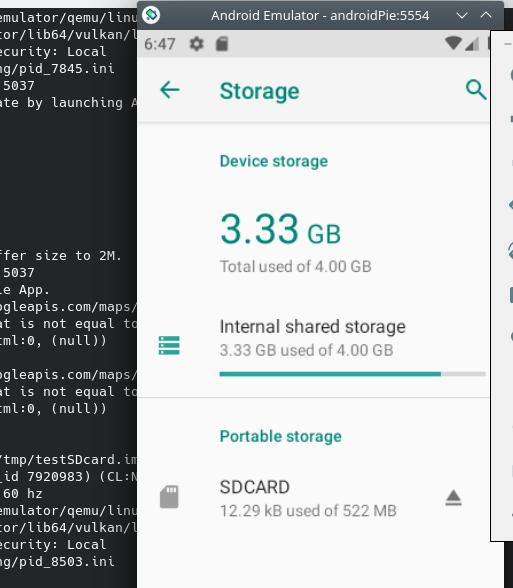 Android Emulator - androidPie:5554
6:47
Storage
Device storage
3.33 GB
Total used of 4.00 GB
Internal shared storage
3.33 GB used of 4.00 GB
Portable storage
SDCARD
12.29 kB used of 522 MB
emu/qemu/linu
tor/lib64/vulkan/l
ecurity: Local
ng/pid_7845.ini
5037
ate by launching A
ffer size to 2M.
5037
le App.
ogleapis.com/maps/
at is not equal to
tml:0, (null))
ogleapis.com/maps/
at is not equal to
tml:0, (null))
/tmp/testSDcard.im
_id 7920983) (CL:N
60 hz
emulator/qemu/linu
tor/lib64/vulkan/l
ecurity: Local
ng/pid_8503.ini